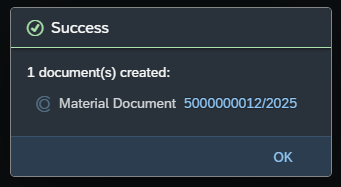 Success
1 document(s) created:
Material Document 5000000012/2025
OK